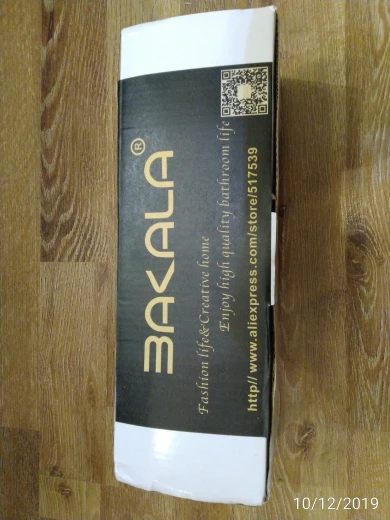 BAKALA®
Fashion life&Creative home
Enjoy high quality bathroom life
http// www.aliexpress.com/store/517539
10/12/2019